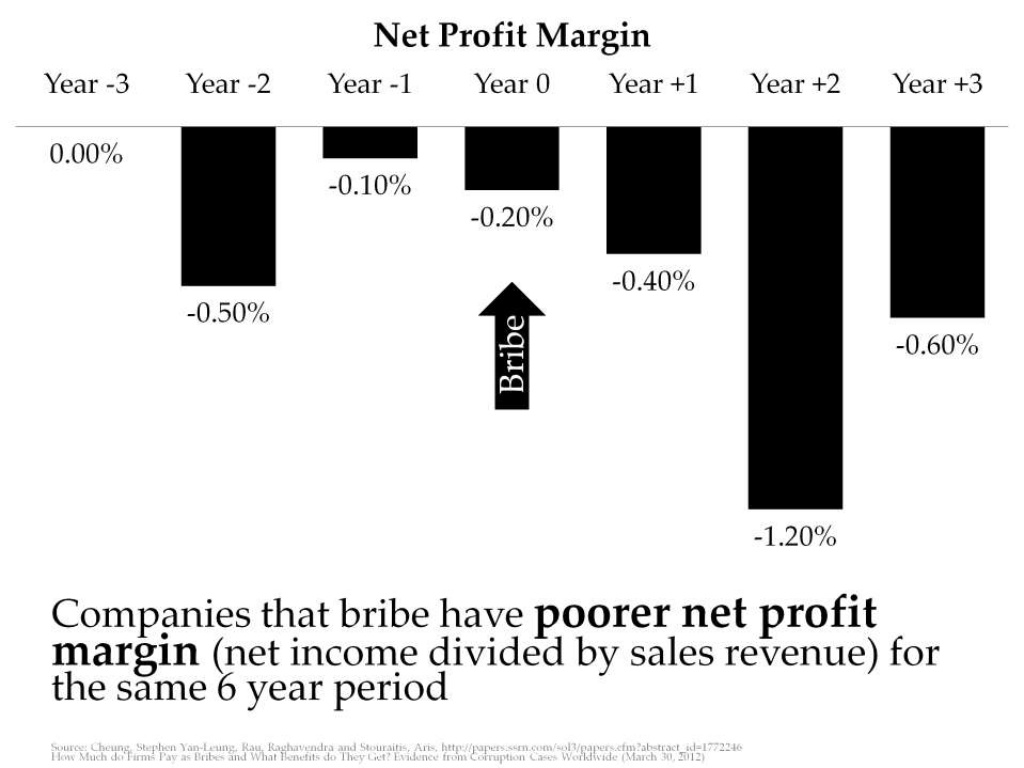 Net Profit Margin
Year -3 Year -2 Year -1 Year 0 Year +1 Year +2 Year +3
0.00%
-0.10%
-0.20%
-0.40%
-0.50%
Bribe
-0.60%
-1.20%
Companies that bribe have poorer net profit
margin (net income divided by sales revenue) for
the same 6 year period
Source: Cheung, Stephen Yan-Leung, Rau, Raghavendra and Stouraitis, Aris, http://papers.ssrn.com/sol3/papers.cfm?abstract_id=1772246
How Much do Firms Pay as Bribes and What Benefits do They Get? Evidence from Corruption Cases Worldwide (March 30, 2012)